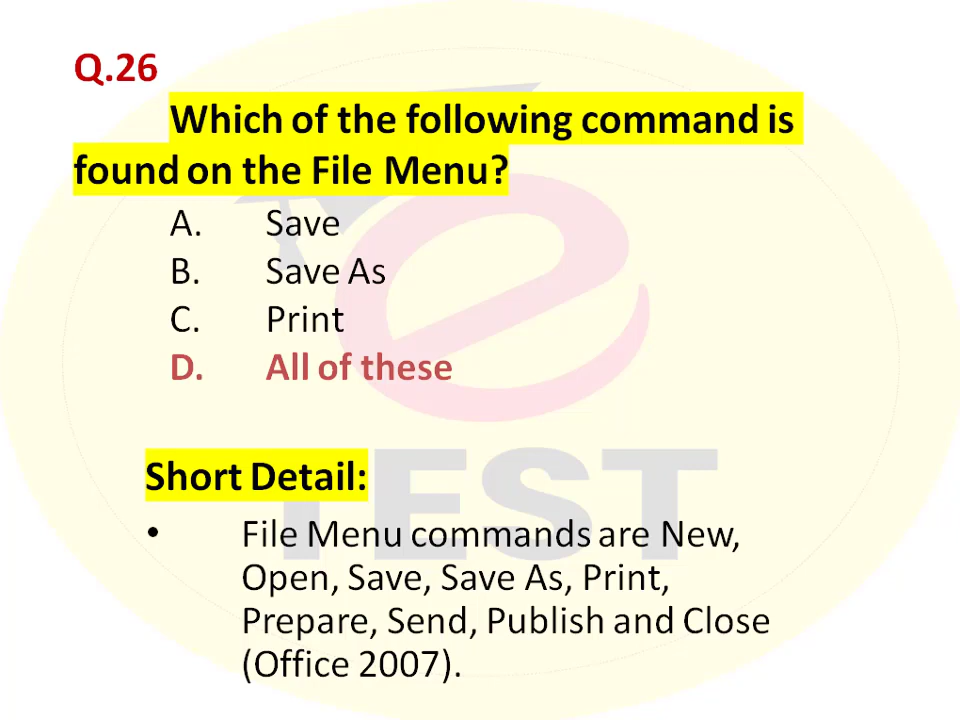 Q.26
Which of the following command is
found on the File Menu?
A. Save
B. Save As
C. Print
D. All of these
TEST
Short Detail:
• File Menu commands are New,
Open, Save, Save As, Print,
Prepare, Send, Publish and Close
(Office 2007).